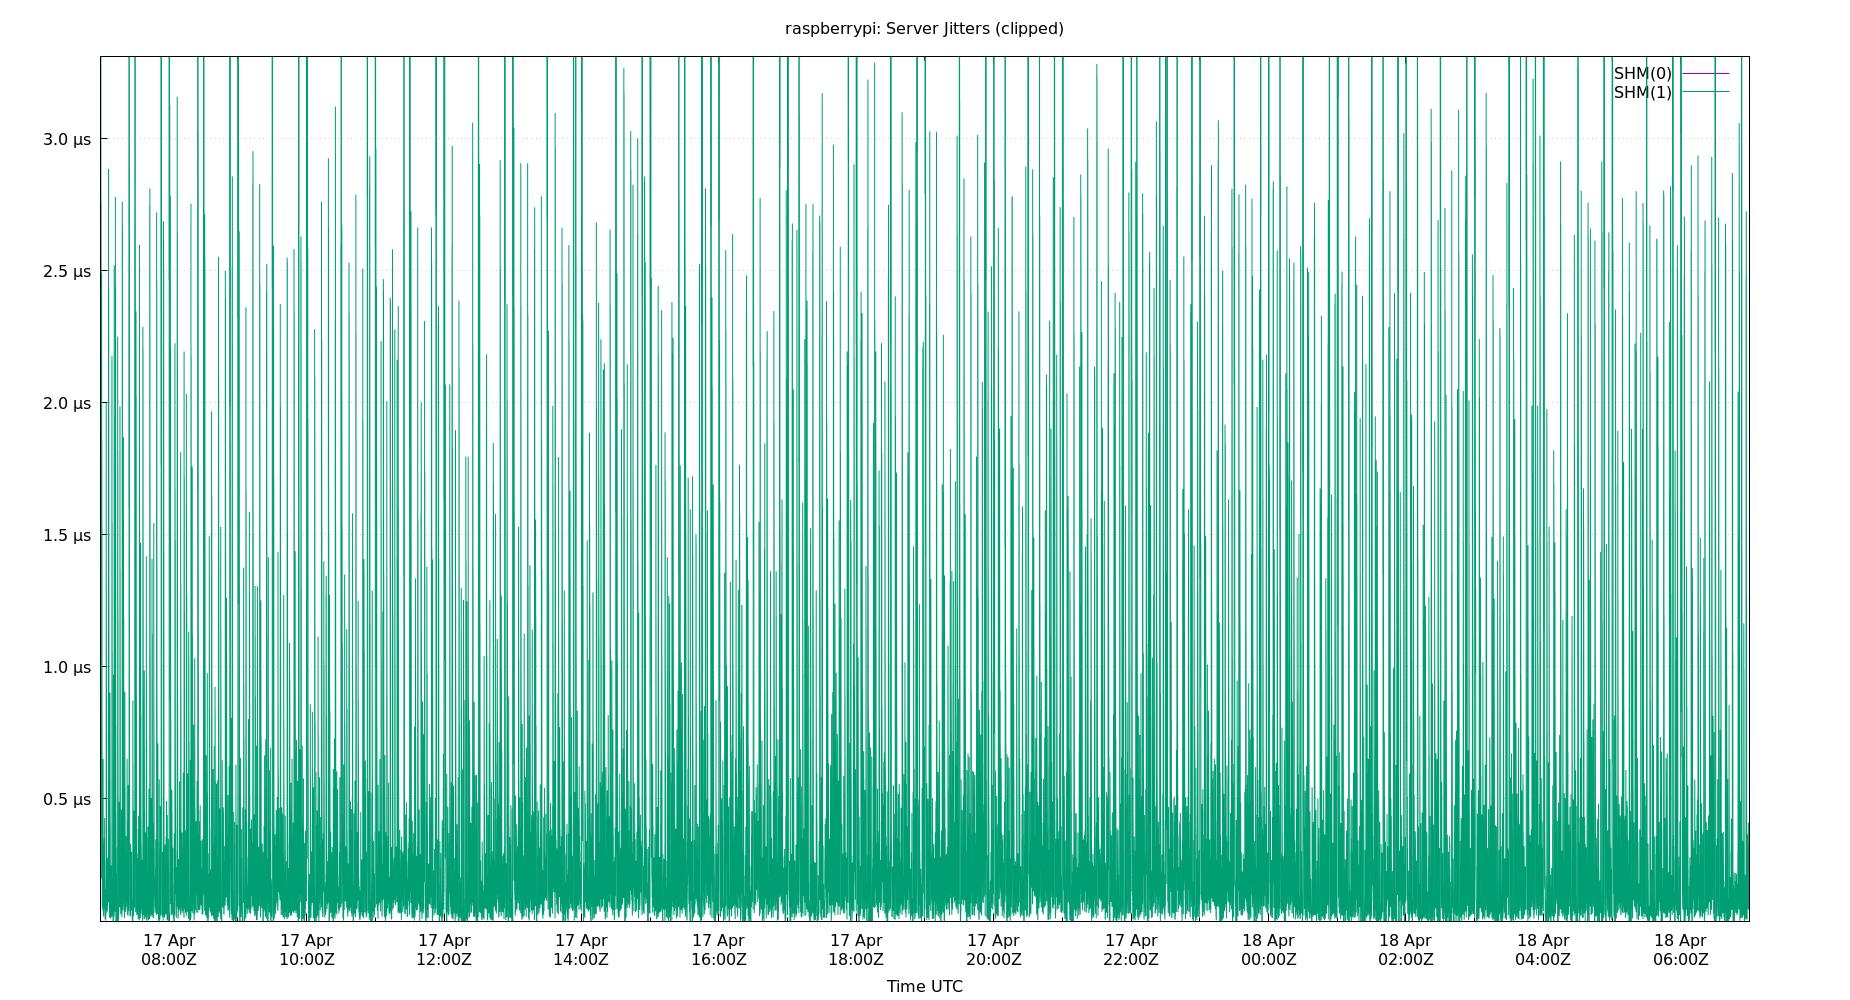 raspberrypi: Server Jitters (clipped)
SHM(0)
SHM(1)
3.0 µs
2.5 µs
2.0 µs
1.5 µs
1.0 µs
0.5 µs
17 Apr 17 Apr 17 Apr 17 Apr 17 Apr 17 Apr 17 Apr 17 Apr 18 Apr 18 Apr 18 Apr 18 Apr
08:00Z 10:00Z 12:00Z 14:00Z 16:00Z 18:00Z 20:00Z 22:00Z 00:00Z 02:00Z 04:00Z 06:00Z
Time UTC